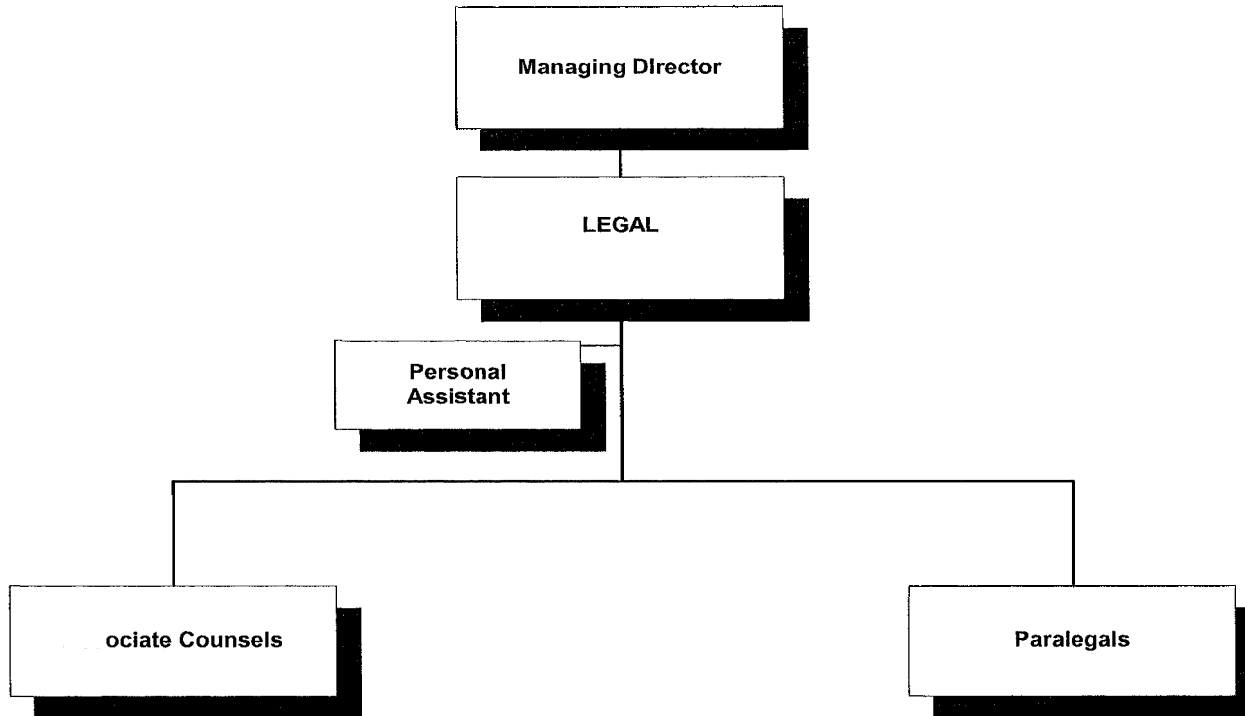 Managing DIrector
LEGAL
Personal
Assistant
ociate Counsels
Paralegals